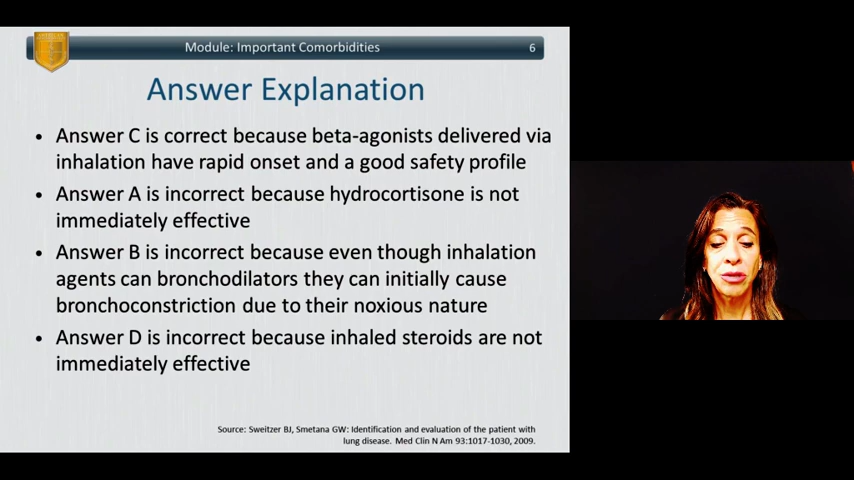 Module: Important Comorbidities 6
Answer Explanation
• Answer C is correct because beta-agonists delivered via
inhalation have rapid onset and a good safety profile
• Answer A is incorrect because hydrocortisone is not
immediately effective
• Answer B is incorrect because even though inhalation
agents can bronchodilators they can initially cause
bronchoconstriction due to their noxious nature
• Answer D is incorrect because inhaled steroids are not
immediately effective
Source: Sweitzer BJ, Smetana GW: Identification and evaluation of the patient with
lung disease. Med Clin N Am 93:1017-1030, 2009.